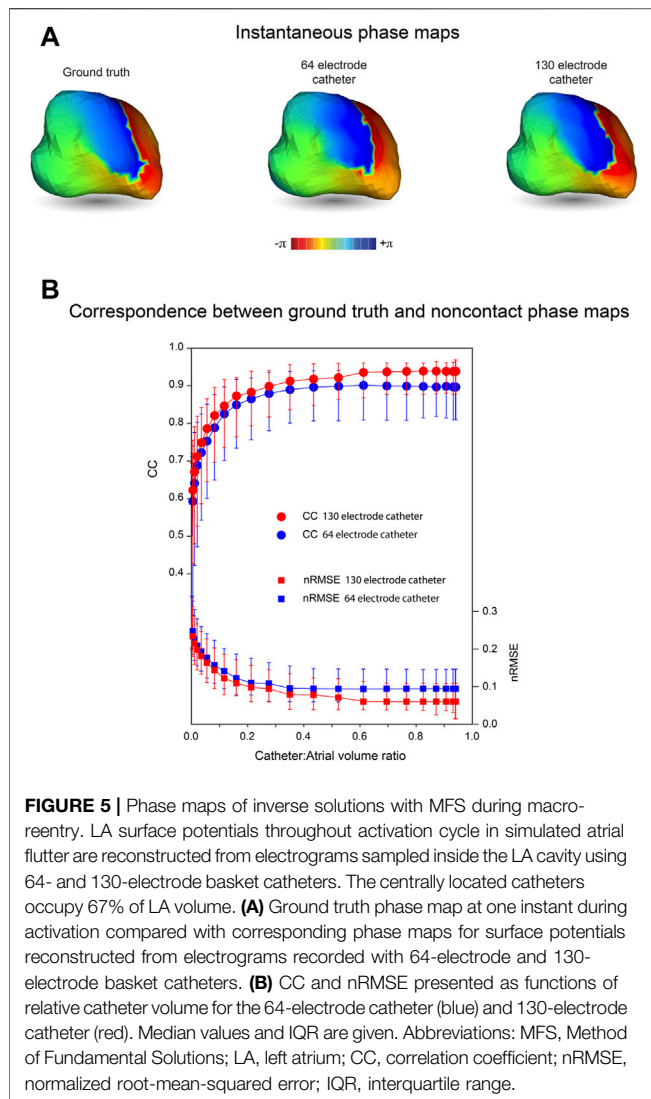 A
Instantaneous phase maps
Ground truth
64 electrode
catheter
130 electrode
catheter
-π
+π
B
Correspondence between ground truth and noncontact phase maps
1.0
0.9
0.8
0.7
0.6
0.5
0.4
CC
CC 130 electrode catheter
CC 64 electrode catheter
nRMSE 130 electrode catheter
nRMSE 64 electrode catheter
0.3
0.2
0.1
0.0
nRMSE
0.0 0.2 0.4 0.6 0.8 1.0
Catheter:Atrial volume ratio
FIGURE 5 | Phase maps of inverse solutions with MFS during macro-
reentry. LA surface potentials throughout activation cycle in simulated atrial
flutter are reconstructed from electrograms sampled inside the LA cavity using
64- and 130-electrode basket catheters. The centrally located catheters
occupy 67% of LA volume. (A) Ground truth phase map at one instant during
activation compared with corresponding phase maps for surface potentials
reconstructed from electrograms recorded with 64-electrode and 130-
electrode basket catheters. (B) CC and nRMSE presented as functions of
relative catheter volume for the 64-electrode catheter (blue) and 130-electrode
catheter (red). Median values and IQR are given. Abbreviations: MFS, Method
of Fundamental Solutions; LA, left atrium; CC, correlation coefficient; nRMSE,
normalized root-mean-squared error; IQR, interquartile range.